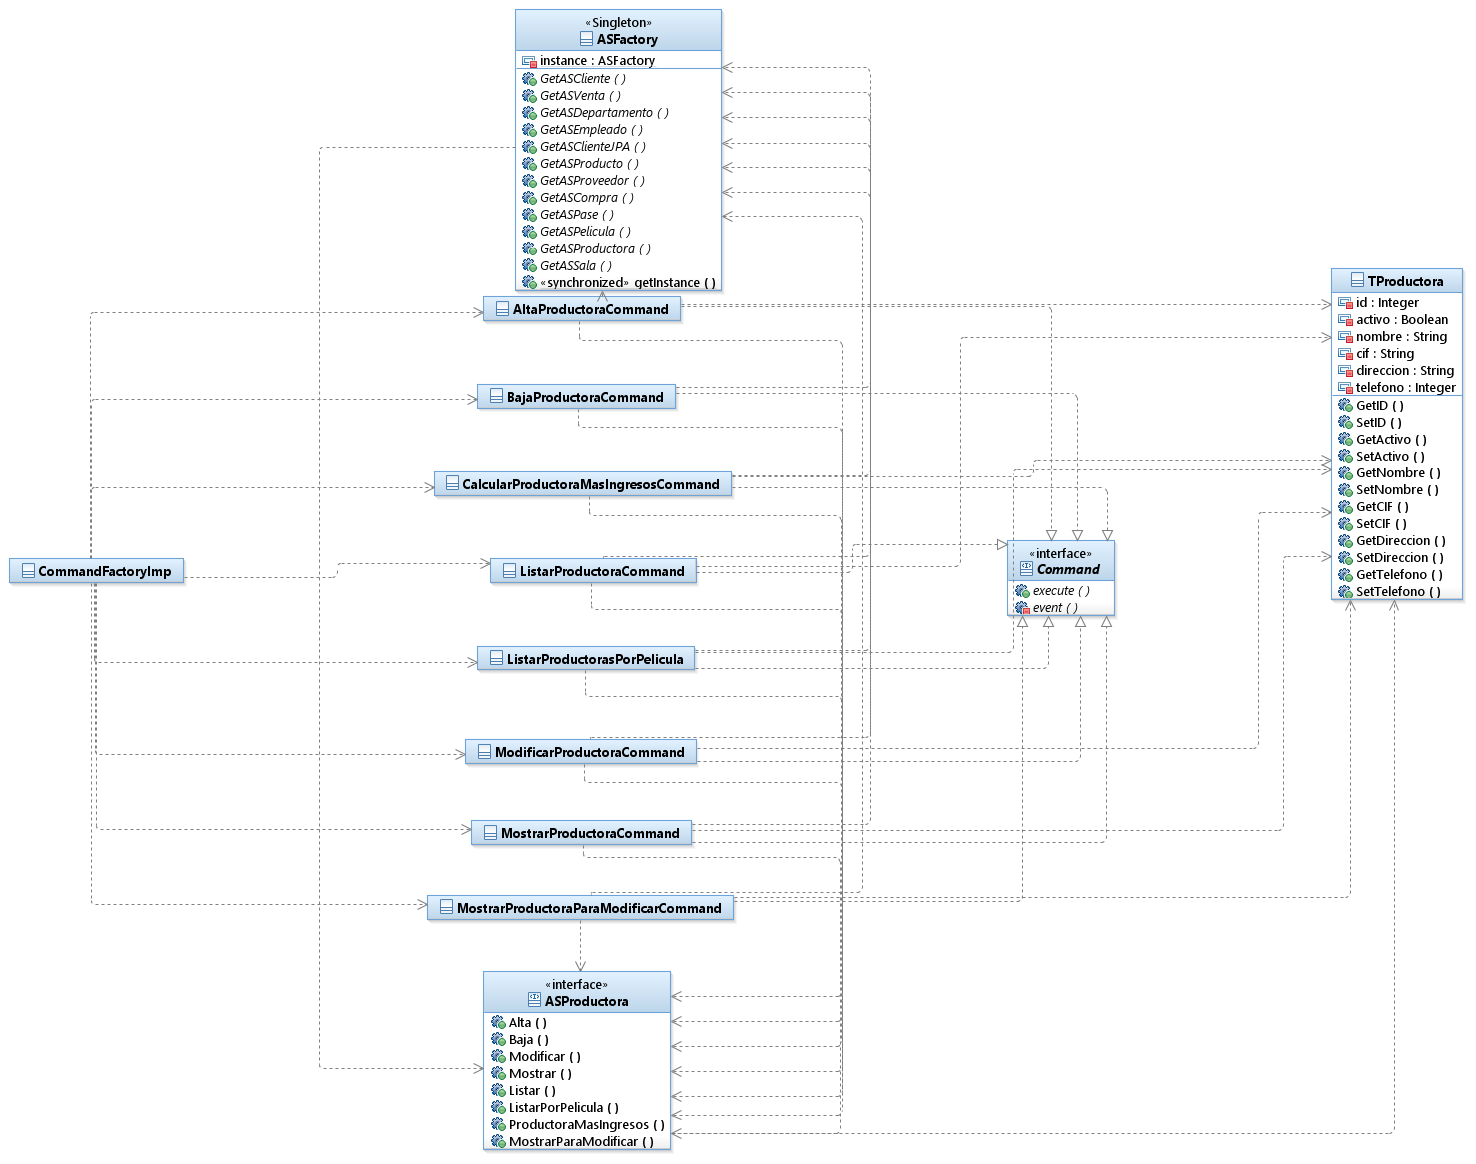 «Singleton»
ASFactory
instance : ASFactory
GetASCliente ( )
GetASVenta ( )
GetASDepartamento ( )
GetASEmpleado ( )
GetASClienteJPA ( )
GetASProducto ( )
GetASProveedor ( )
GetASCompra ( )
GetASPase ( )
GetASPelicula ( )
GetASProductora ( )
GetASSala ( )
«synchronized» getInstance ( )
AltaProductoraCommand
BajaProductoraCommand
CalcularProductoraMasIngresosCommand
CommandFactoryImp
ListarProductoraCommand
ListarProductorasPorPelicula
ModificarProductoraCommand
MostrarProductoraCommand
MostrarProductoraParaModificarCommand
«interface»
Command
execute ( )
event ( )
TProductora
id : Integer
activo : Boolean
nombre : String
cif : String
direccion : String
telefono : Integer
GetID ( )
SetID ( )
GetActivo ( )
SetActivo ( )
GetNombre ( )
SetNombre ( )
GetCIF ( )
SetCIF ( )
GetDireccion ( )
SetDireccion ( )
GetTelefono ( )
SetTelefono ( )
«interface»
ASProductora
Alta ( )
Baja ( )
Modificar ( )
Mostrar ( )
Listar ( )
ListarPorPelicula ( )
ProductoraMasIngresos ( )
MostrarParaModificar ( )